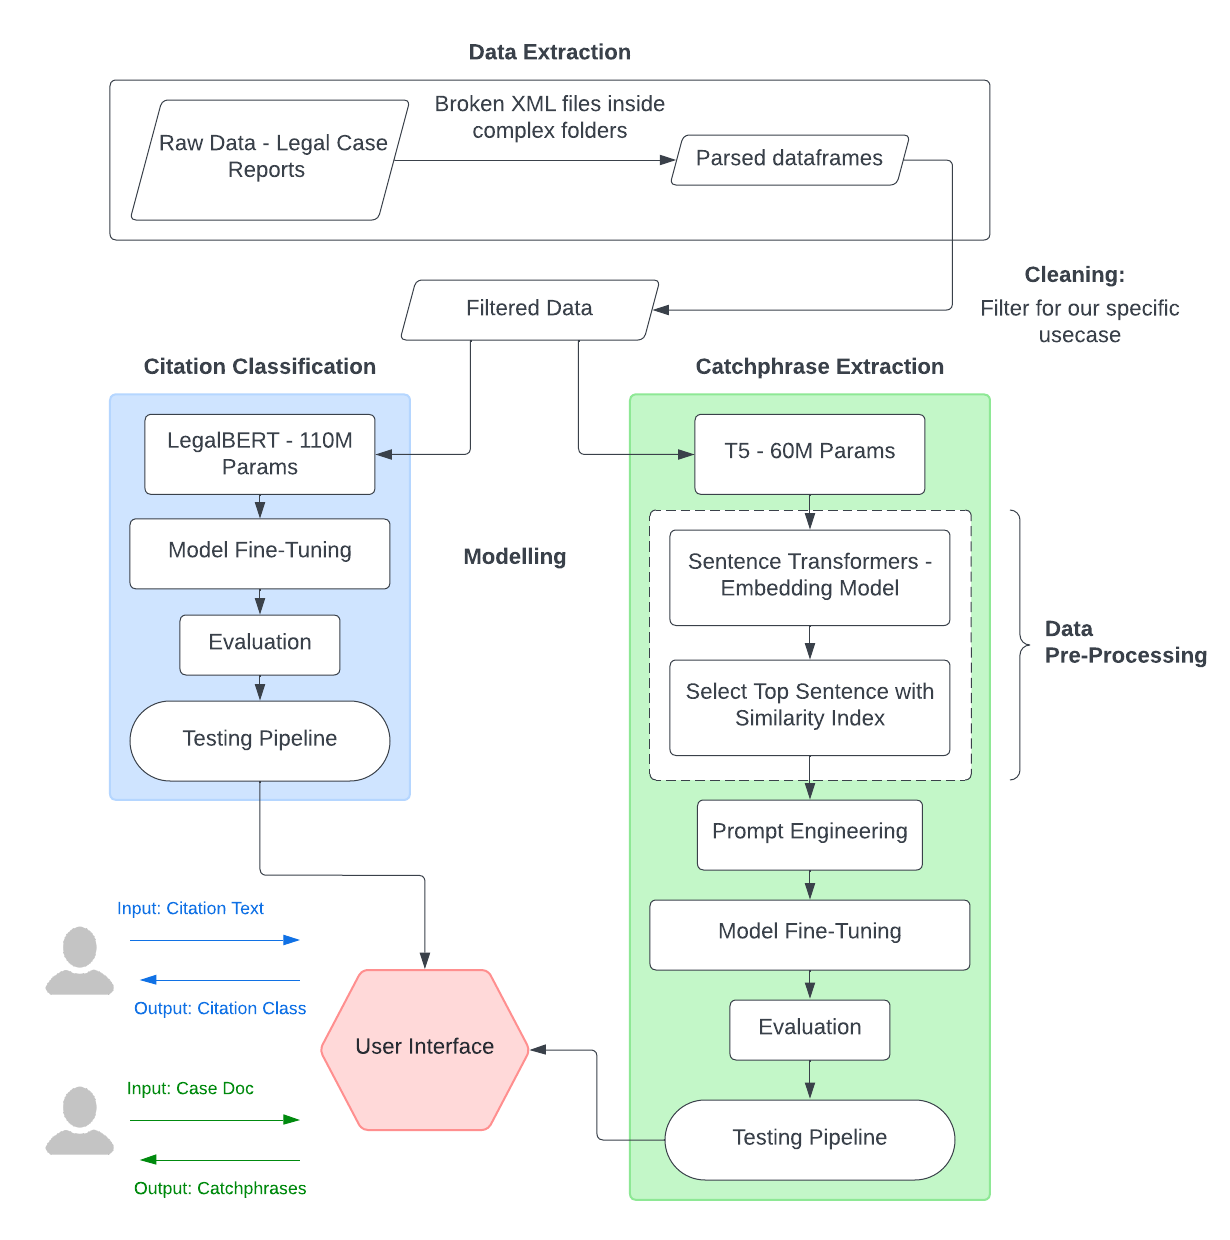 Data Extraction
Broken XML files inside
complex folders
Raw Data - Legal Case
Reports
Parsed dataframes
Cleaning:
Filter for our specific
usecase
Filtered Data
Citation Classification
Catchphrase Extraction
LegalBERT - 110M
Params
Model Fine-Tuning
Evaluation
Testing Pipeline
Modelling
T5 - 60M Params
Sentence Transformers -
Embedding Model
Select Top Sentence with
Similarity Index
Data
Pre-Processing
Prompt Engineering
Model Fine-Tuning
Evaluation
Testing Pipeline
Input: Citation Text
Output: Citation Class
User Interface
Input: Case Doc
Output: Catchphrases